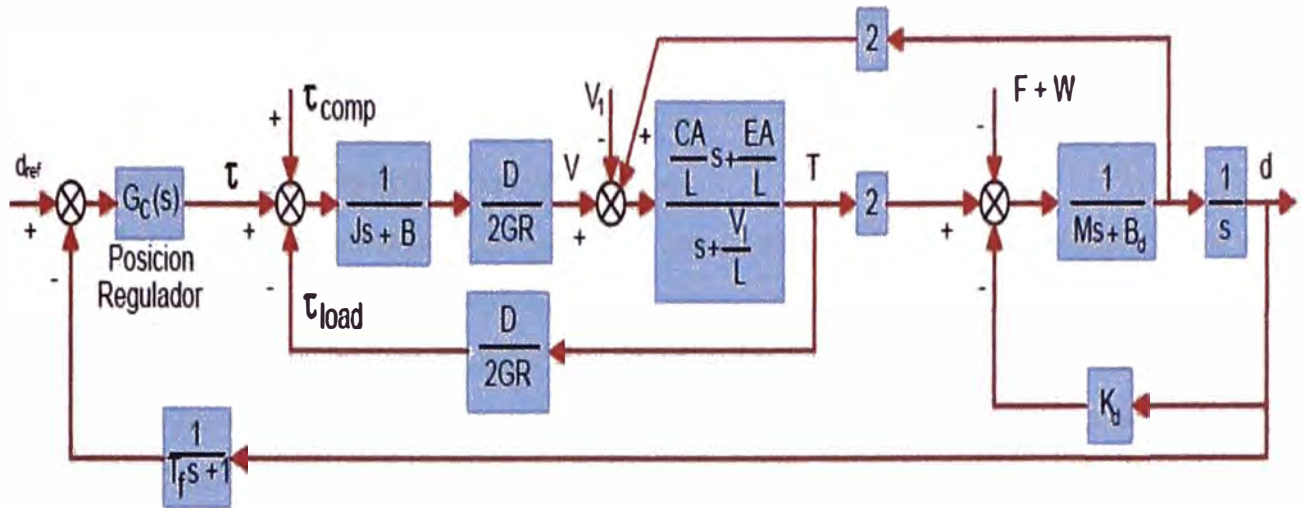 2
F + W
τcomp
V1
-
+
-
CA/L s + EA/L
s + V1/L
dref
+
-
Gc(s)
Posicion
Regulador
τ
+
+
-
1
Js + B
D
2GR
V
+
T
2
+
-
1
Ms + Bd
1
s
d
τload
D
2GR
Kd
1
Tfs + 1